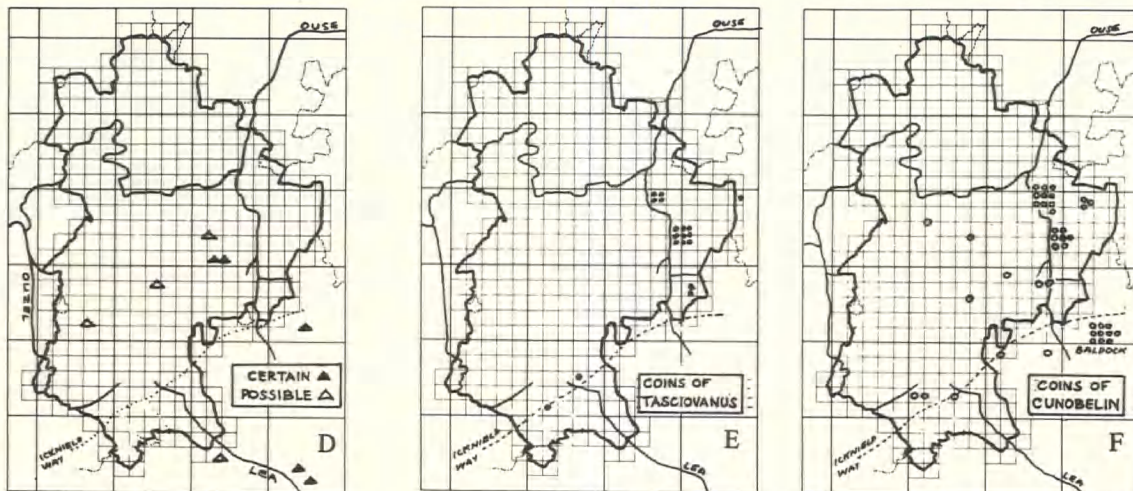 OUSE
OUZEL
CERTAIN ▲
POSSIBLE △
ICKNIELD
WAY
LEA
D
OUSE
COINS OF
TASCIOVANUS
ICKNIELD
WAY
LEA
E
OUSE
BALDOCK
COINS OF
CUNOBELIN
ICKNIELD
WAY
LEA
F